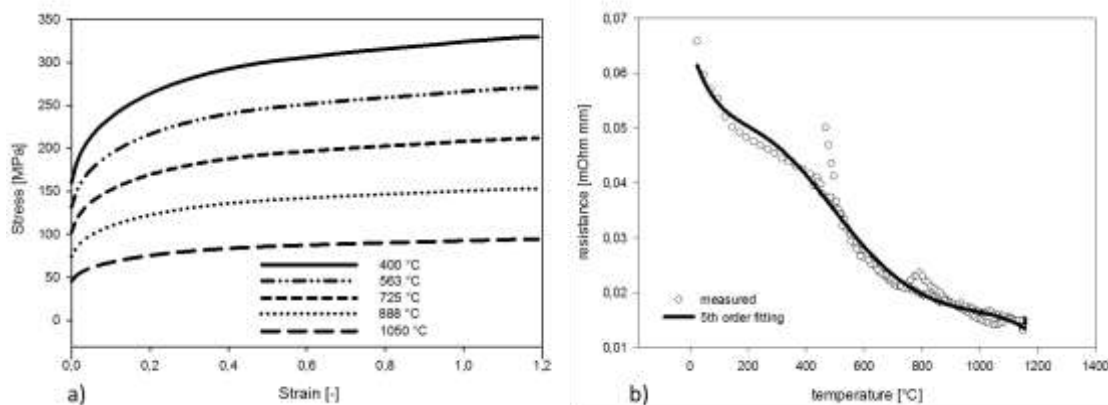 350
300
250
200
150
100
50
0
Stress [MPa]
400 °C
563 °C
725 °C
888 °C
1050 °C
0,0 0,2 0,4 0,6 0,8 1,0 1,2
Strain [-]
a)
0,07
0,06
0,05
0,04
0,03
0,02
0,01
resistance [mOhm mm]
measured
5th order fitting
0 200 400 600 800 1000 1200 1400
temperature [°C]
b)